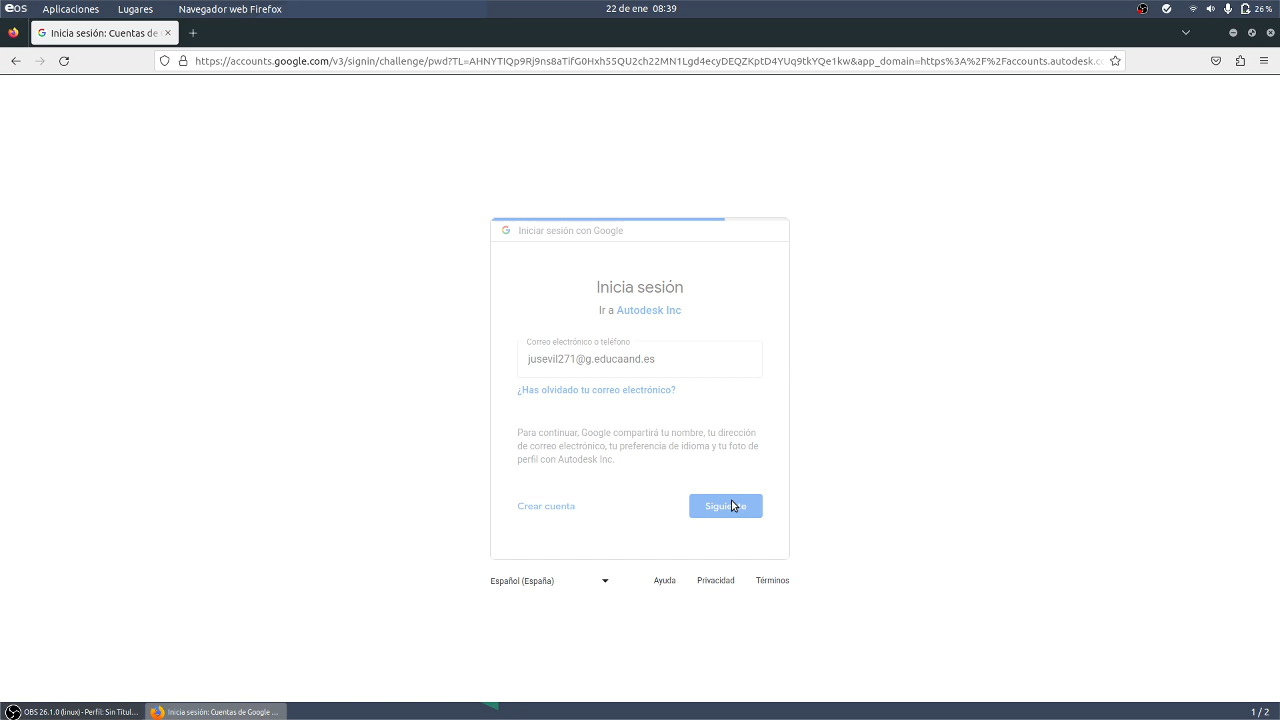 eOS Aplicaciones Lugares Navegador web Firefox 22 de ene 08:39 26 %
Inicia sesión: Cuentas de
https://accounts.google.com/v3/signin/challenge/pwd?TL=AHNYTIQp9Rj9ns8aTifG0Hxh55QU2ch22MN1Lgd4ecyDEQZKptD4YUq9tkYQe1kw&app_domain=https%3A%2F%2Faccounts.autodesk.c
Iniciar sesión con Google
Inicia sesión
Ir a Autodesk Inc
Correo electrónico o teléfono
jusevil271@g.educaand.es
¿Has olvidado tu correo electrónico?
Para continuar, Google compartirá tu nombre, tu dirección
de correo electrónico, tu preferencia de idioma y tu foto de
perfil con Autodesk Inc.
Crear cuenta Siguiente
Español (España) Ayuda Privacidad Términos
OBS 26.1.0 (linux) - Perfil: Sin Titul... Inicia sesión: Cuentas de Google ... 1 / 2